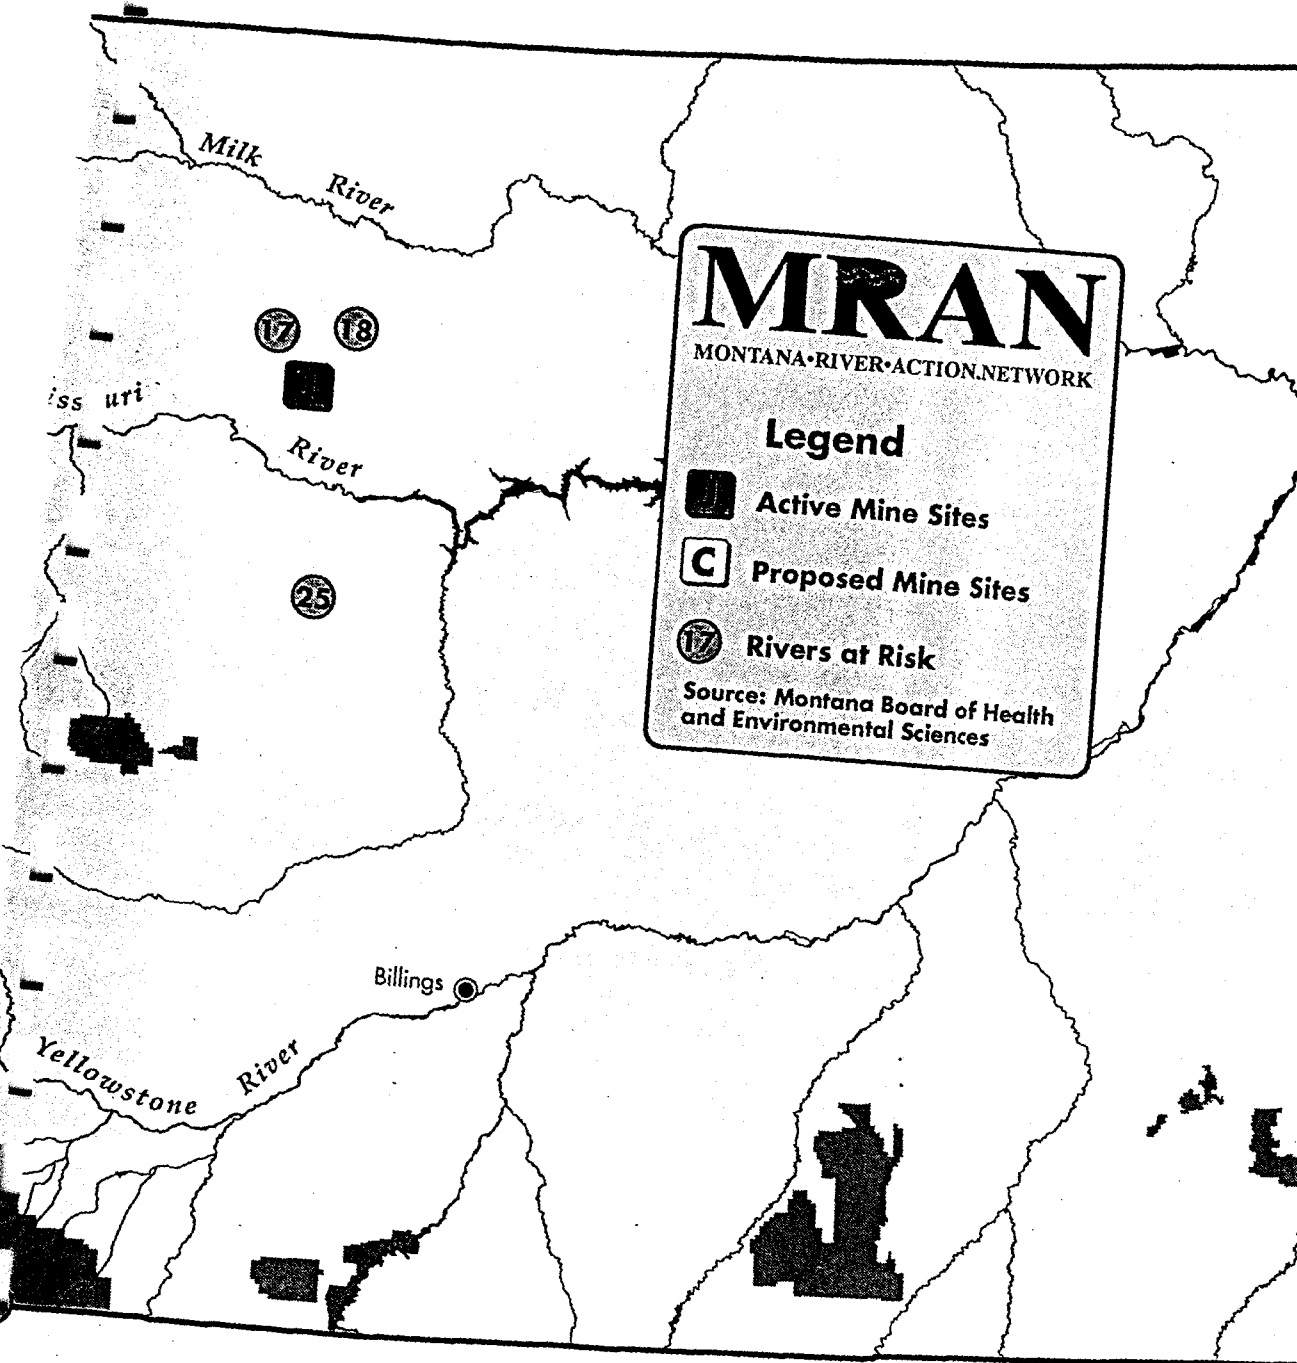 Milk River
17
18
J
iss uri
River
25
MRAN
MONTANA•RIVER•ACTION.NETWORK
Legend
J Active Mine Sites
C Proposed Mine Sites
17 Rivers at Risk
Source: Montana Board of Health
and Environmental Sciences
Billings
Yellowstone River